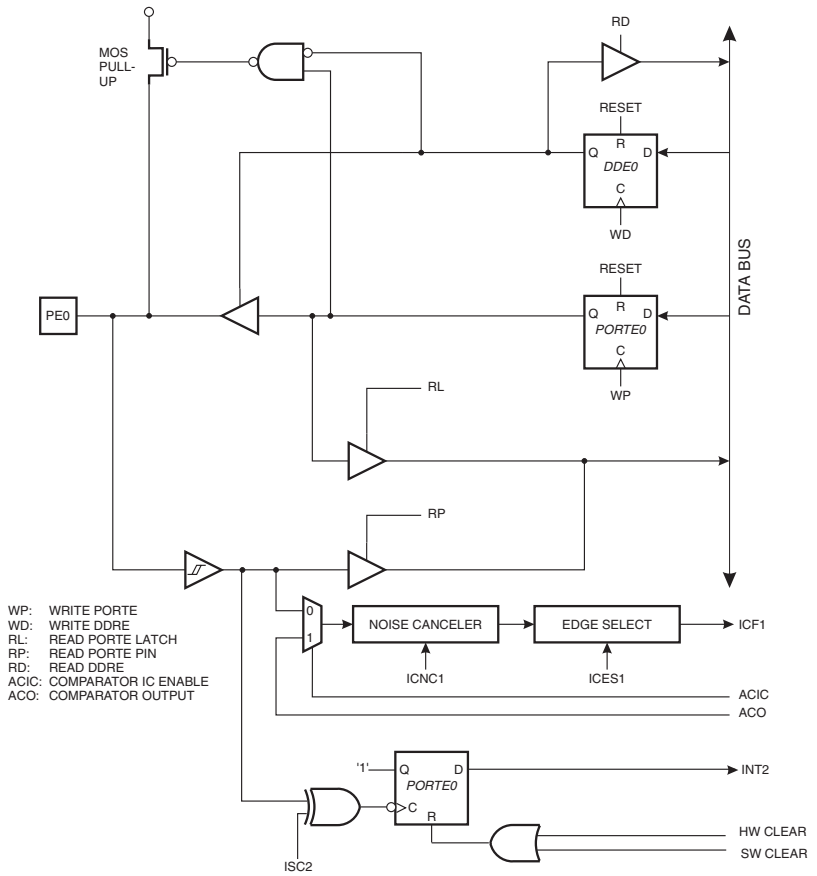 RD
MOS
PULL-
UP
RESET
R
Q
D
DDE0
C
WD
DATA BUS
RESET
R
PE0
Q
D
PORTE0
C
WP
RL
RP
WP: WRITE PORTE
WD: WRITE DDRE
RL: READ PORTE LATCH
RP: READ PORTE PIN
RD: READ DDRE
ACIC: COMPARATOR IC ENABLE
ACO: COMPARATOR OUTPUT
0
1
NOISE CANCELER
EDGE SELECT
ICF1
ICNC1
ICES1
ACIC
ACO
'1'
Q
D
INT2
PORTE0
C
R
HW CLEAR
SW CLEAR
ISC2